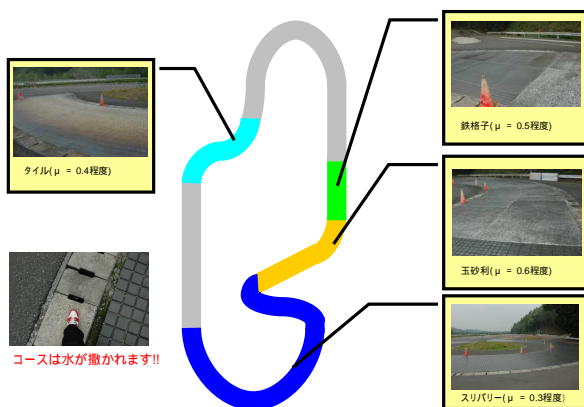 鉄格子(μ = 0.5程度)
タイル(μ = 0.4程度)
玉砂利(μ = 0.6程度)
コースは水が撒かれます!!
スリパリー(μ = 0.3程度)